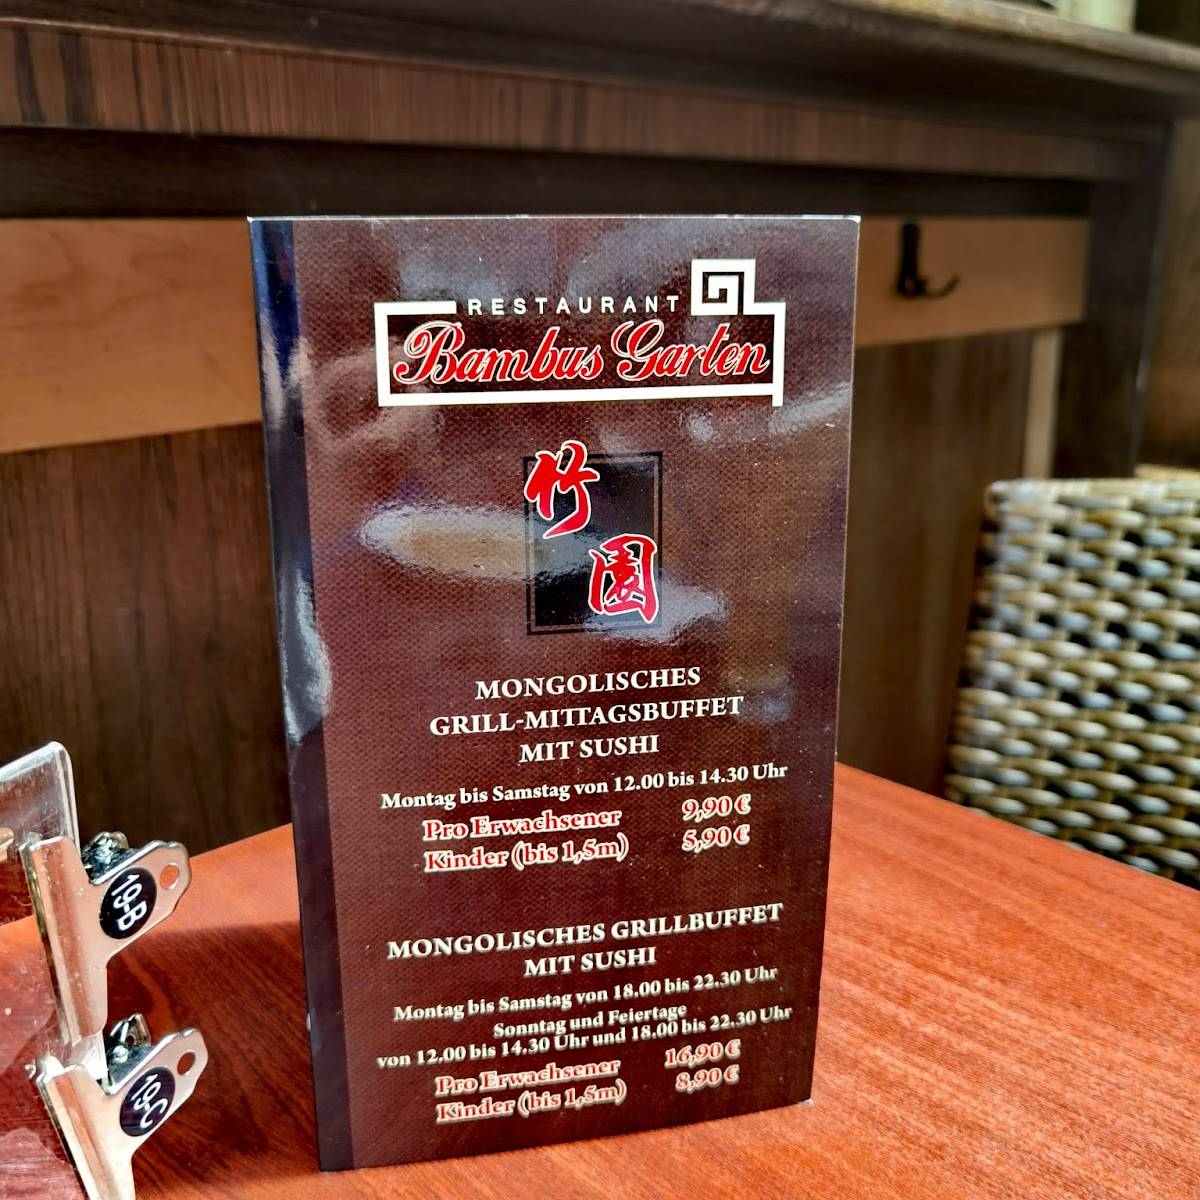 RESTAURANT
Bambus Garten
竹
園
MONGOLISCHES
GRILL-MITTAGSBUFFET
MIT SUSHI
Montag bis Samstag von 12.00 bis 14.30 Uhr
Pro Erwachsener 9,90 €
Kinder (bis 1,5m) 5,90 €
MONGOLISCHES GRILLBUFFET
MIT SUSHI
Montag bis Samstag von 18.00 bis 22.30 Uhr
Sonntag und Feiertage
von 12.00 bis 14.30 Uhr und 18.00 bis 22.30 Uhr
Pro Erwachsener 16,90 €
Kinder (bis 1,5m) 8,90 €
19-B
19-C